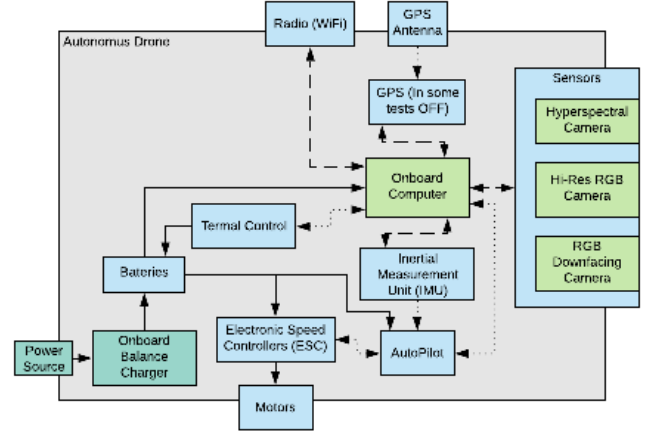 Radio (WiFi)
GPS
Antenna
Autonomus Drone
GPS (In some
tests OFF)
Sensors
Hyperspectral
Camera
Hi-Res RGB
Camera
RGB
Downfacing
Camera
Onboard
Computer
Termal Control
Bateries
Inertial
Measurement
Unit (IMU)
Electronic Speed
Controllers (ESC)
AutoPilot
Power
Source
Onboard
Balance
Charger
Motors